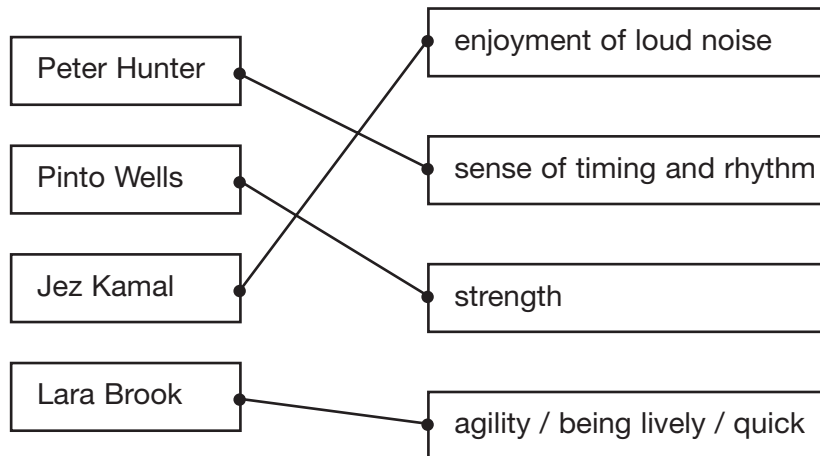 Peter Hunter
Pinto Wells
Jez Kamal
Lara Brook
enjoyment of loud noise
sense of timing and rhythm
strength
agility / being lively / quick